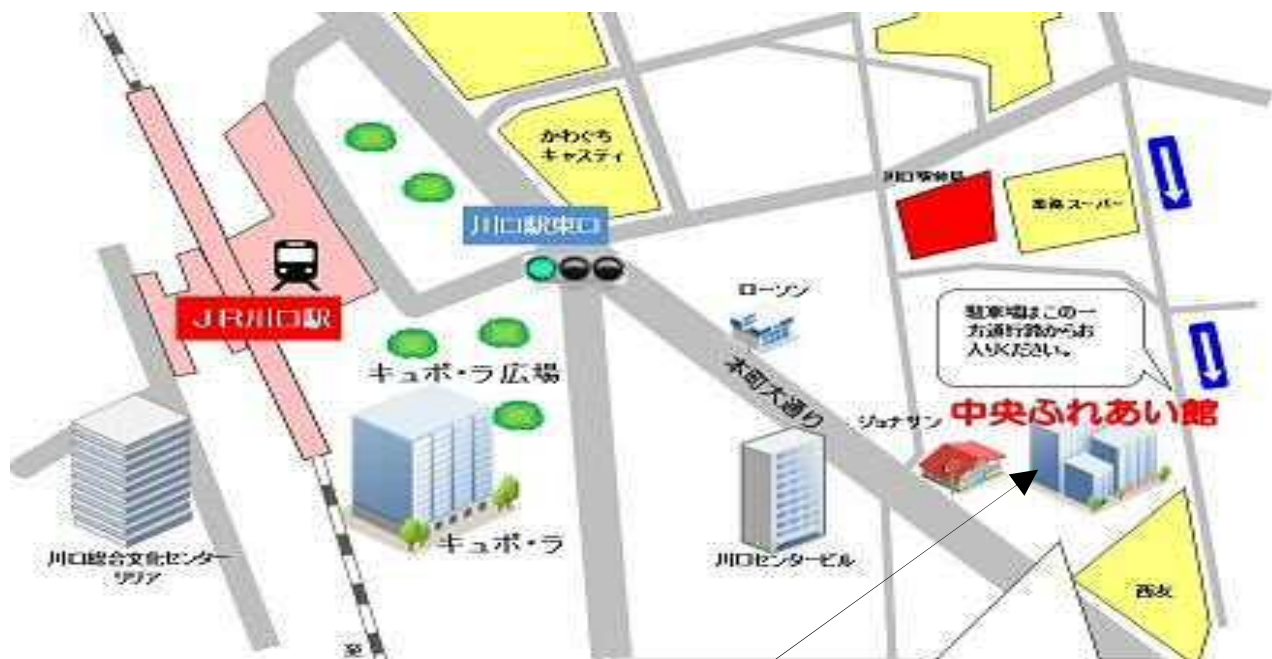 かわぐち
キャスティ
川口駅東口
業務スーパー
JR川口駅
ローソン
駐車場はこの一
方通行路からお
入りください。
キュポ・ラ広場
本町大通り
ジョナサン
中央ふれあい館
キュポ・ラ
川口総合文化センター
リリア
川口センタービル
西友
至